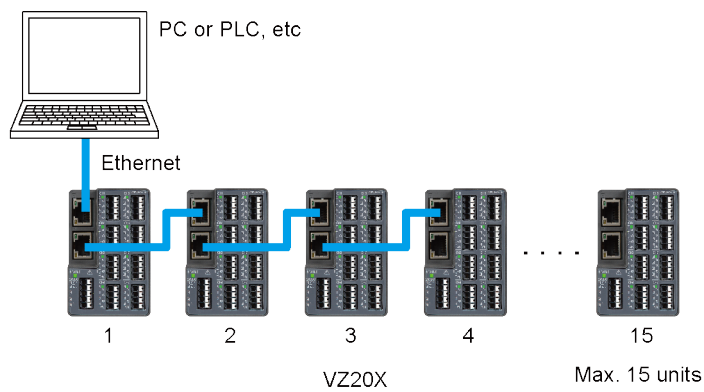 PC or PLC, etc
Ethernet
1 2 3 4 . . . . 15
VZ20X
Max. 15 units